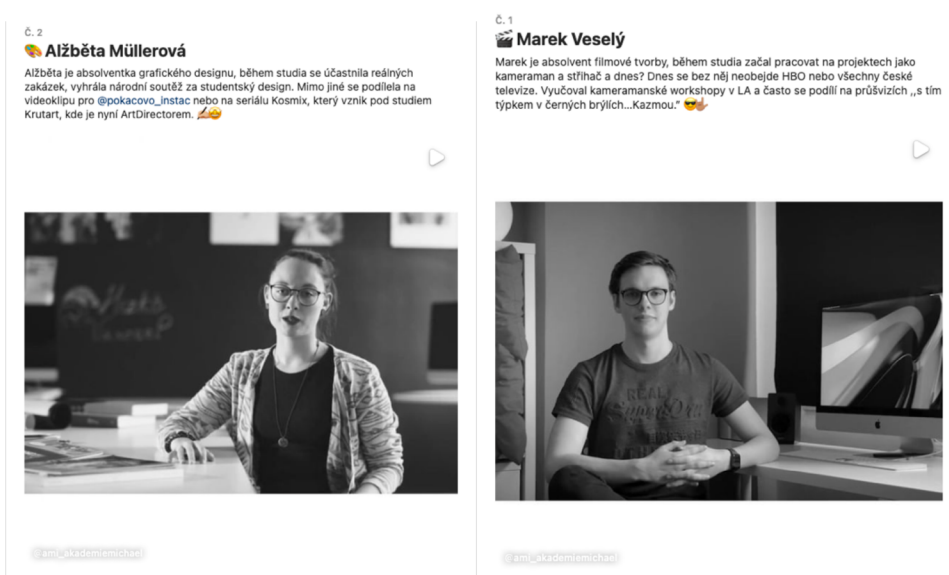 Č. 2
🎨 Alžběta Müllerová
Alžběta je absolventka grafického designu, během studia se účastnila reálných
zakázek, vyhrála národní soutěž za studentský design. Mimo jiné se podílela na
videoklipu pro @pokacovo_instac nebo na seriálu Kosmix, který vznik pod studiem
Krutart, kde je nyní ArtDirectorem. ✍🏼🤩
@ami_akademiemichael
Č. 1
🎬 Marek Veselý
Marek je absolvent filmové tvorby, během studia začal pracovat na projektech jako
kameraman a střihač a dnes? Dnes se bez něj neobejde HBO nebo všechny české
televize. Vyučoval kameramanské workshopy v LA a často se podílí na průšvizích ,,s tím
týpkem v černých brýlích...Kazmou.” 😎🤟🏼
REAL
@ami_akademiemichael